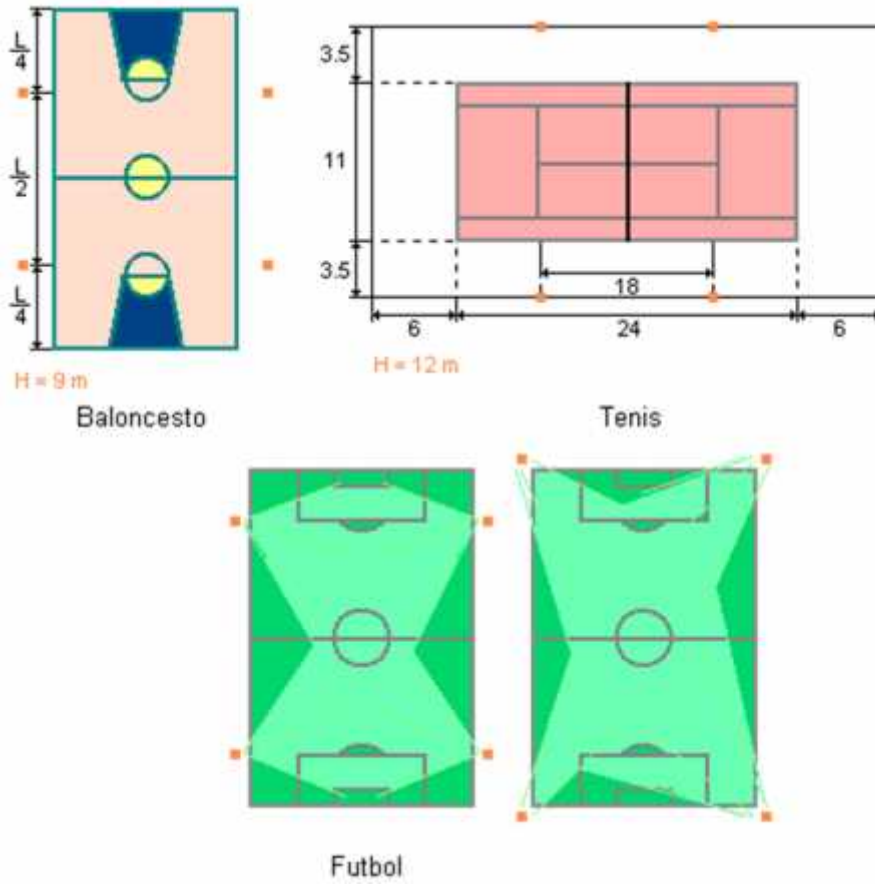 L
4
L
2
L
4
H = 9 m
Baloncesto
3.5
11
3.5
18
6
24
6
H = 12 m
Tenis
Futbol